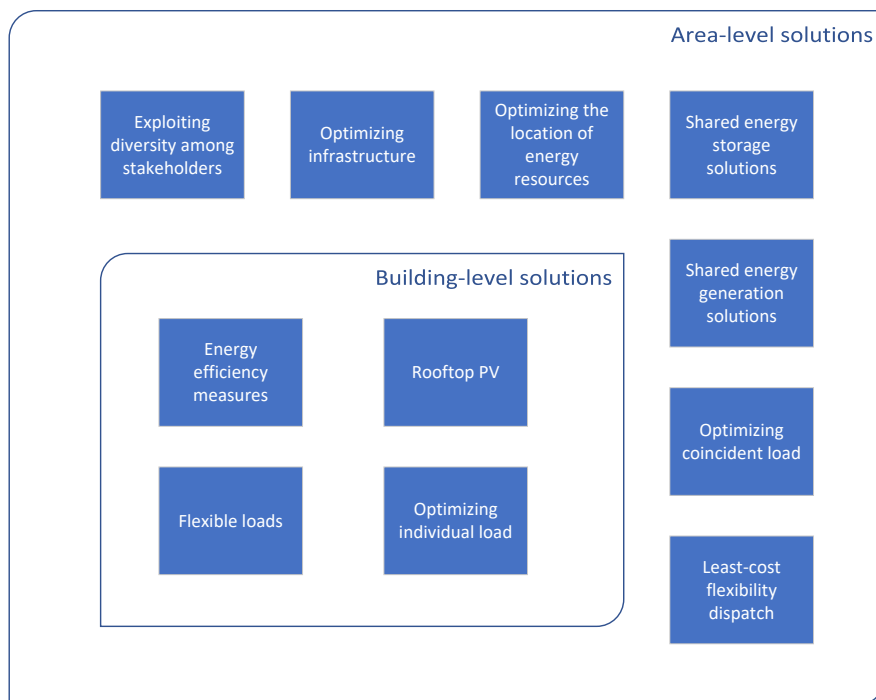 Area-level solutions
Exploiting
diversity among
stakeholders
Optimizing
infrastructure
Optimizing the
location of
energy
resources
Shared energy
storage
solutions
Building-level solutions
Energy
efficiency
measures
Rooftop PV
Flexible loads
Optimizing
individual load
Shared energy
generation
solutions
Optimizing
coincident load
Least-cost
flexibility
dispatch